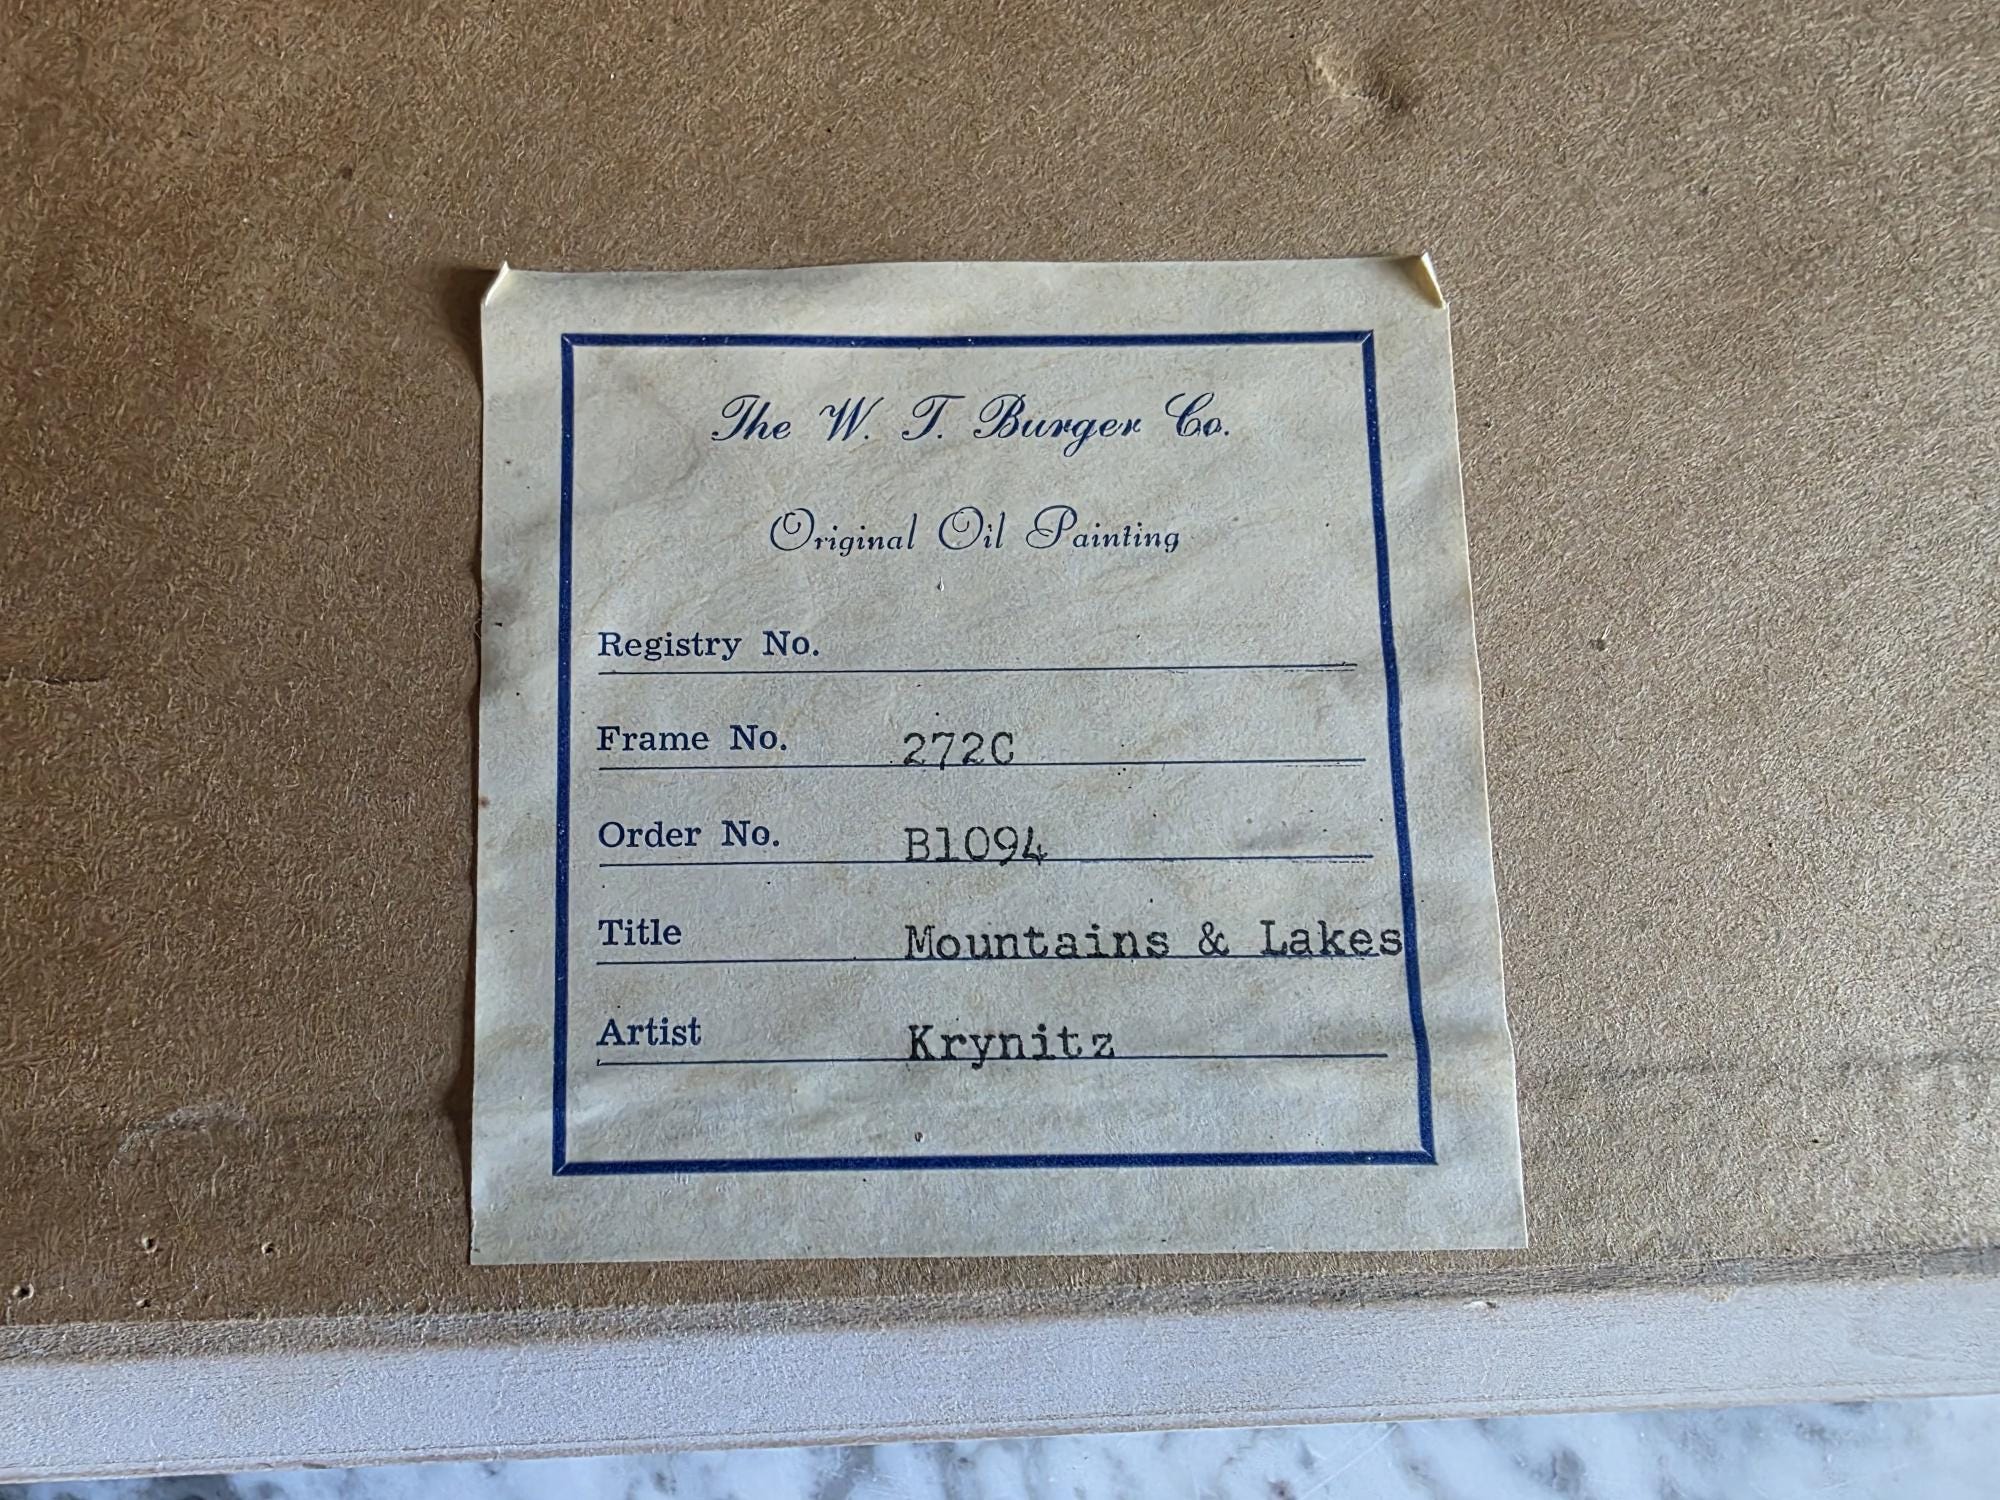 The W. T. Burger Co.
Original Oil Painting
Registry No.
Frame No. 272C
Order No. B1094
Title Mountains & Lakes
Artist Krynitz